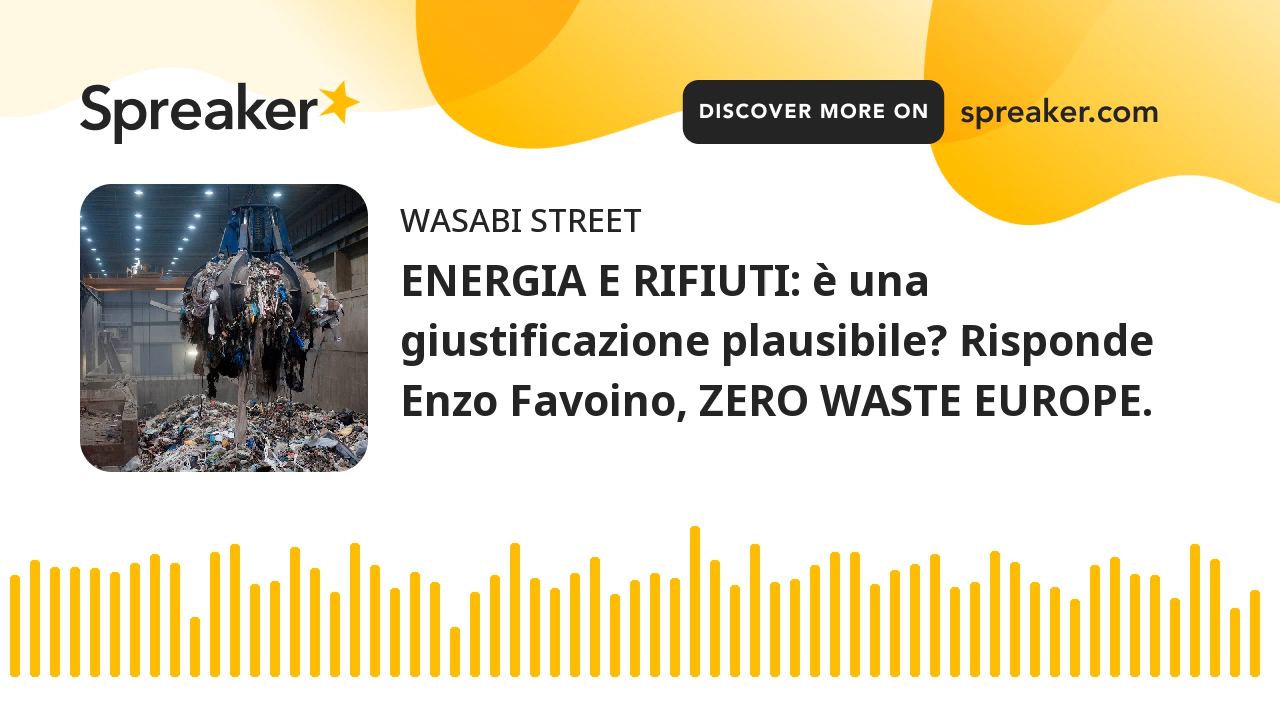 Spreaker
DISCOVER MORE ON
spreaker.com
WASABI STREET
ENERGIA E RIFIUTI: è una
giustificazione plausibile? Risponde
Enzo Favoino, ZERO WASTE EUROPE.